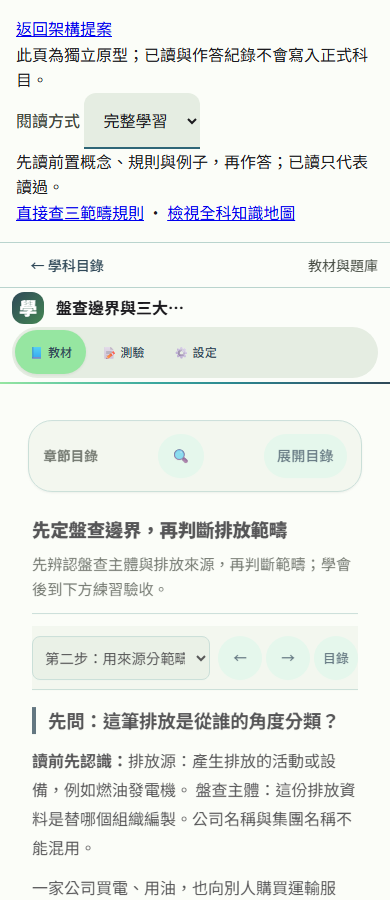 返回架構提案
此頁為獨立原型；已讀與作答紀錄不會寫入正式科
目。
閱讀方式 完整學習
先讀前置概念、規則與例子，再作答；已讀只代表
讀過。
直接查三範疇規則 · 檢視全科知識地圖
← 學科目錄 教材與題庫
學 盤查邊界與三大…
📘 教材 📝 測驗 ⚙️ 設定
章節目錄 🔍 展開目錄
先定盤查邊界，再判斷排放範疇
先辨認盤查主體與排放來源，再判斷範疇；學會
後到下方練習驗收。
第二步：用來源分範疇 ← → 目錄
先問：這筆排放是從誰的角度分類？
讀前先認識：排放源：產生排放的活動或設
備，例如燃油發電機。 盤查主體：這份排放資
料是替哪個組織編製。公司名稱與集團名稱不
能混用。
一家公司買電、用油，也向別人購買運輸服